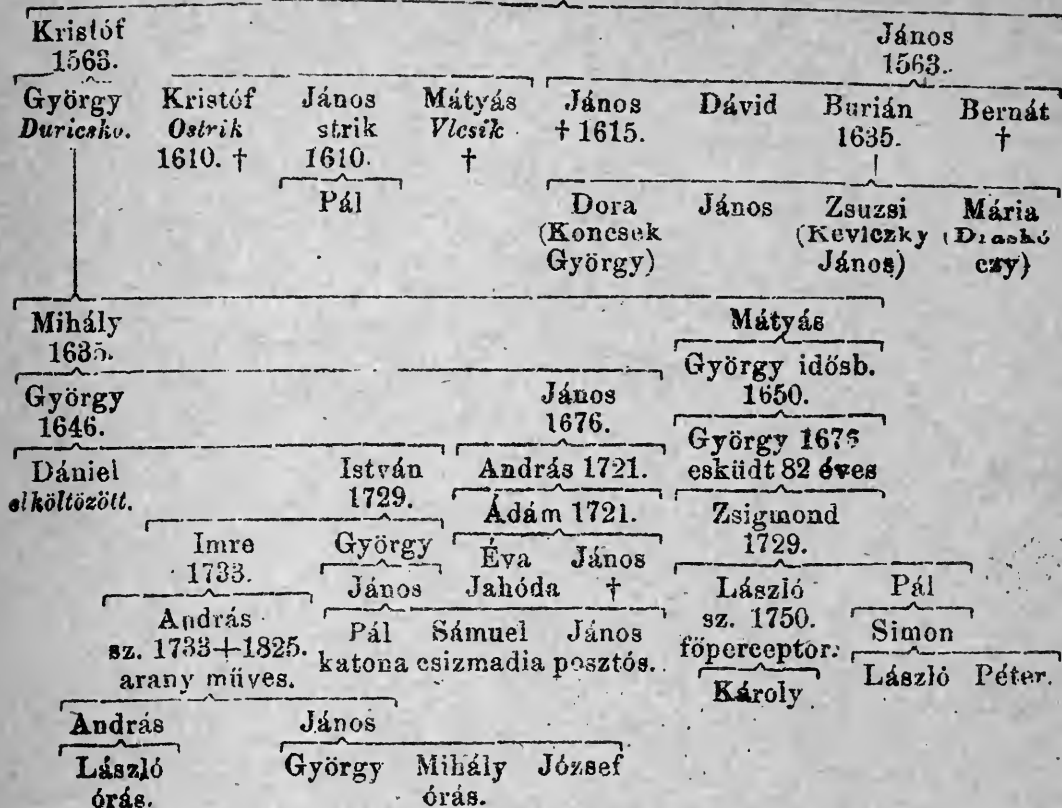 Kristóf János
1563. 1563.
György Kristóf János Mátyás János Dávid Burián Bernát
Duricsko. Ostrik strik Vlcsik † 1615. 1635. †
1610. † 1610. †
Pál Dora János Zsuzsi Mária
(Koncsek (Keviczky (Draskó
György) János) czy)
Mihály Mátyás
1635.
György idősb.
György János 1650.
1646. 1676.
György 1676
Dániel István András 1721. esküdt 82 éves
elköltözött. 1729. Ádám 1721. Zsigmond
Imre György Éva János 1729.
1733. János Jahóda † László Pál
András Pál Sámuel János sz. 1750. Simon
sz. 1733+1825. katona csizmadia posztós. főperceptor.
arany műves. Károly László Péter.
András János
László György Mihály József
órás. órás.